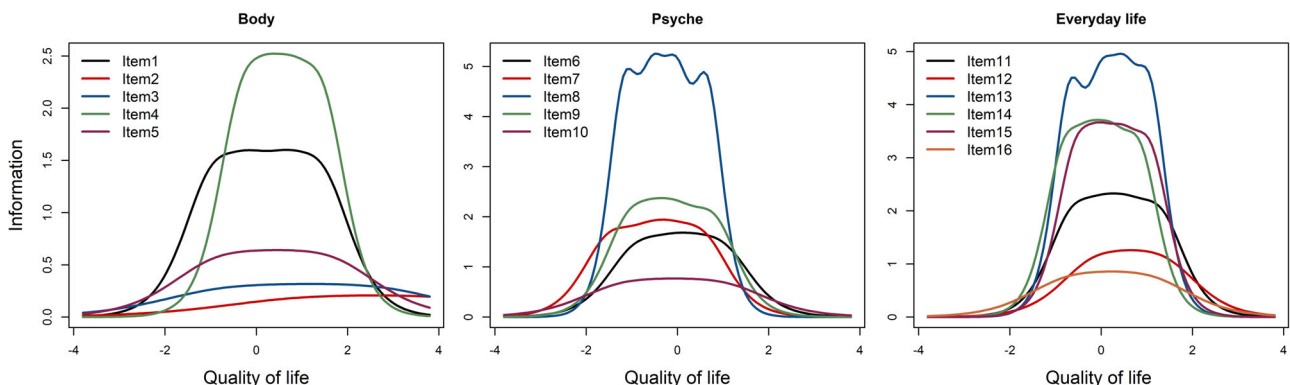 Body
Psyche
Everyday life
Information
2.5
2.0
1.5
1.0
0.5
0.0
Item1
Item2
Item3
Item4
Item5
-4
-2
0
2
4
Quality of life
5
4
3
2
1
0
Item6
Item7
Item8
Item9
Item10
-4
-2
0
2
4
Quality of life
5
4
3
2
1
0
Item11
Item12
Item13
Item14
Item15
Item16
-4
-2
0
2
4
Quality of life